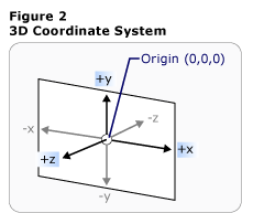 Figure 2
3D Coordinate System
Origin (0,0,0)
+y
-z
-x
+x
+z
-y